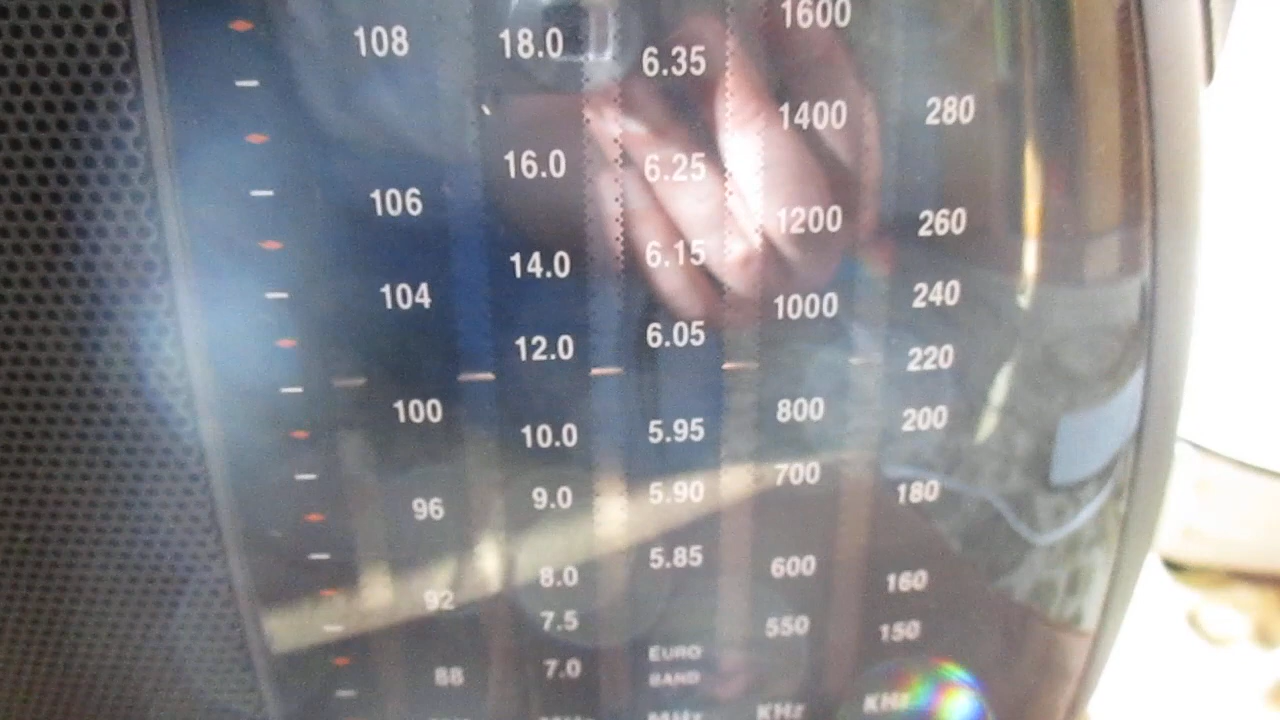 108 18.0 6.35 1600
16.0 6.25 1400 280
106 14.0 6.15 1200 260
104 12.0 6.05 1000 240
220
100 10.0 5.95 800 200
96 9.0 5.90 700 180
92 8.0 5.85 600 160
7.5 550 150
88 7.0 EURO
BAND
MHz KHz KHz